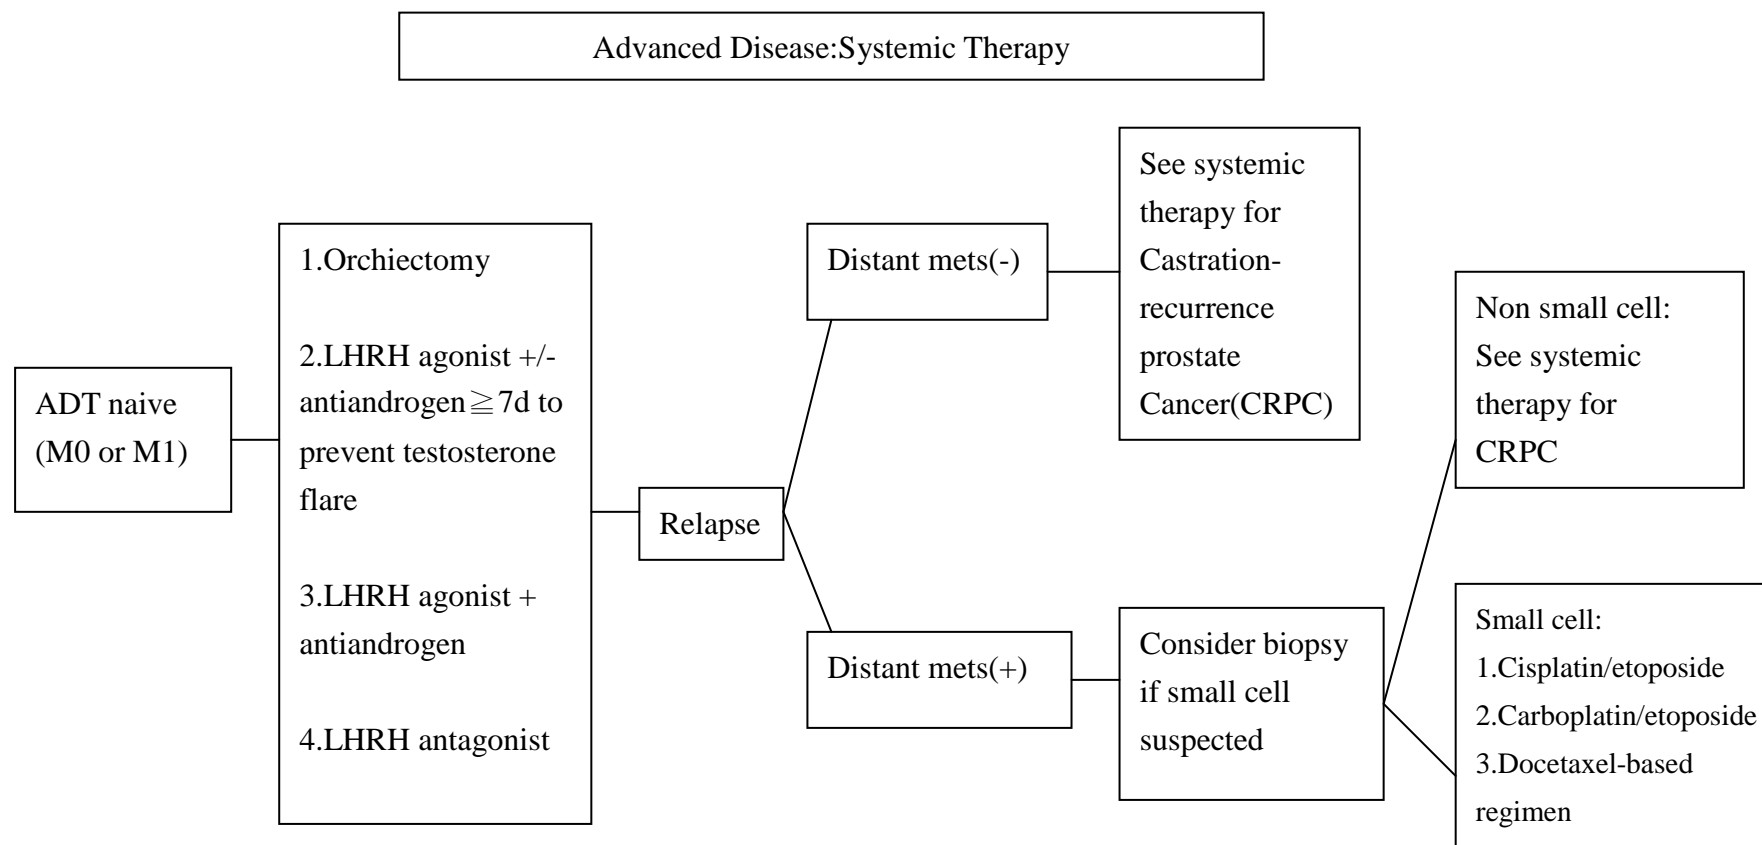 Advanced Disease:Systemic Therapy
ADT naive
(M0 or M1)
1.Orchiectomy
2.LHRH agonist +/-
antiandrogen≧7d to
prevent testosterone
flare
3.LHRH agonist +
antiandrogen
4.LHRH antagonist
Relapse
Distant mets(-)
See systemic
therapy for
Castration-
recurrence
prostate
Cancer(CRPC)
Distant mets(+)
Consider biopsy
if small cell
suspected
Non small cell:
See systemic
therapy for
CRPC
Small cell:
1.Cisplatin/etoposide
2.Carboplatin/etoposide
3.Docetaxel-based
regimen